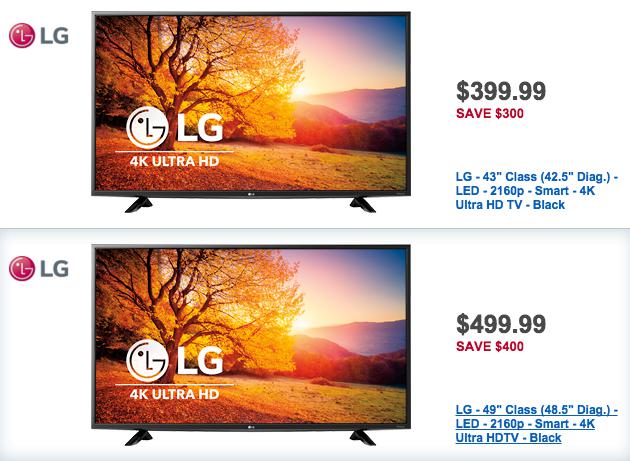 LG
LG
4K ULTRA HD
$399.99
SAVE $300
LG - 43" Class (42.5" Diag.) -
LED - 2160p - Smart - 4K
Ultra HD TV - Black
LG
LG
4K ULTRA HD
$499.99
SAVE $400
LG - 49" Class (48.5" Diag.) -
LED - 2160p - Smart - 4K
Ultra HDTV - Black